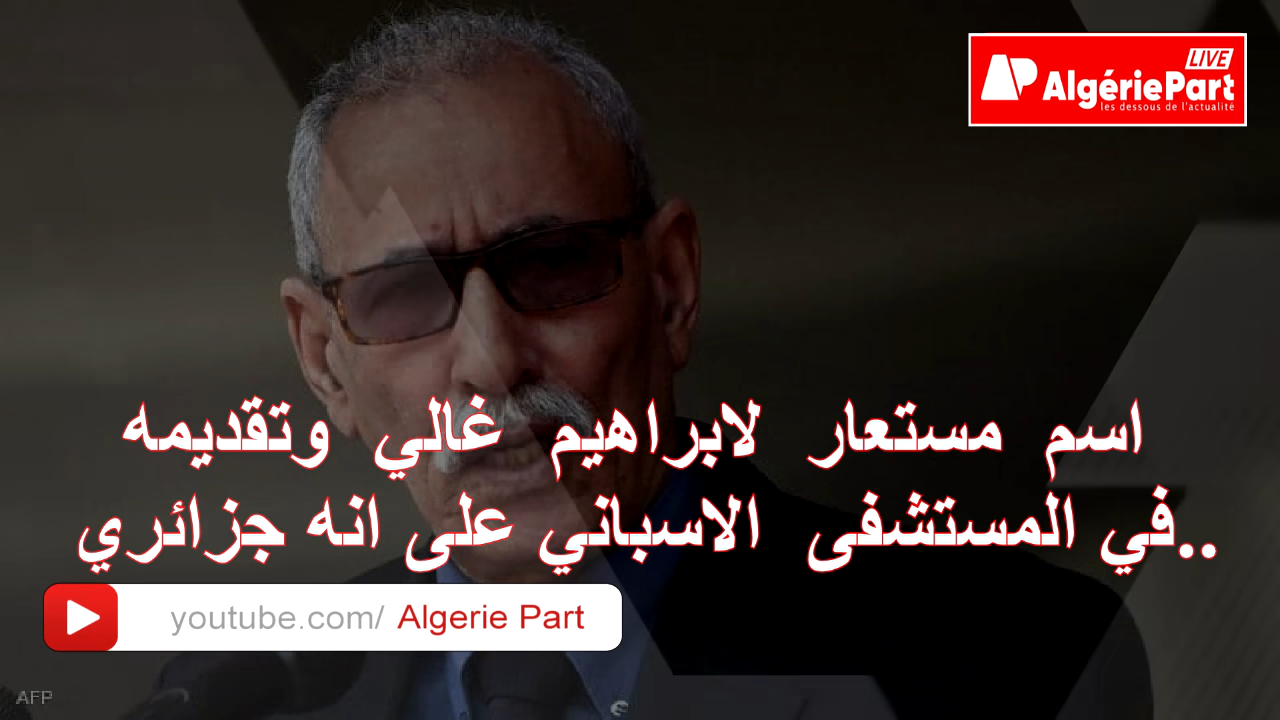 LIVE
AP AlgériePart
les dessous de l'actualité
اسم مستعار لابراهيم غالي وتقديمه
في المستشفى الاسباني على انه جزائري..
youtube.com/ Algerie Part
AFP